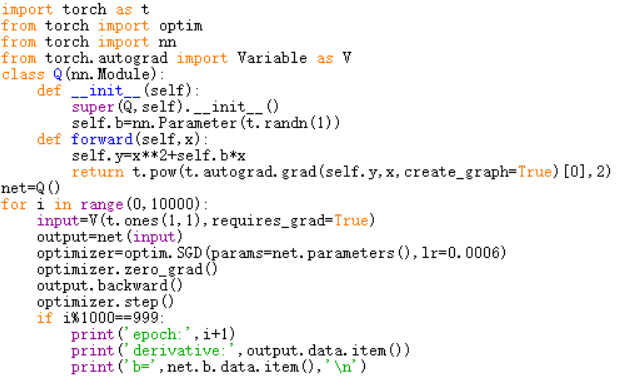 import torch as t
from torch import optim
from torch import nn
from torch.autograd import Variable as V
class Q(nn.Module):
    def __init__(self):
        super(Q,self).__init__()
        self.b=nn.Parameter(t.randn(1))
    def forward(self,x):
        self.y=x**2+self.b*x
        return t.pow(t.autograd.grad(self.y,x,create_graph=True)[0],2)
net=Q()
for i in range(0,10000):
    input=V(t.ones(1,1),requires_grad=True)
    output=net(input)
    optimizer=optim.SGD(params=net.parameters(),lr=0.0006)
    optimizer.zero_grad()
    output.backward()
    optimizer.step()
    if i%1000==999:
        print('epoch:',i+1)
        print('derivative:',output.data.item())
        print('b=',net.b.data.item(),'\n')